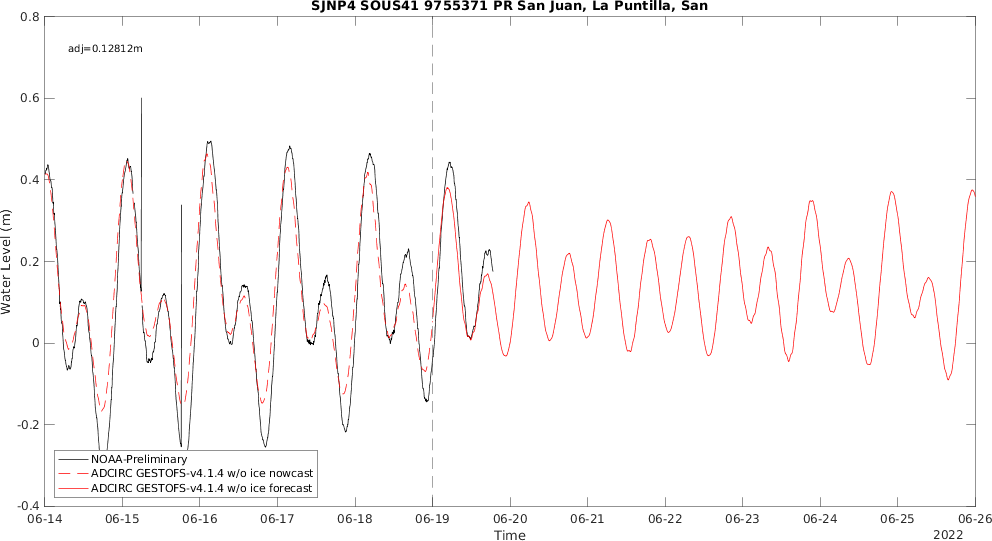 SJNP4 SOUS41 9755371 PR San Juan, La Puntilla, San
adj=0.12812m
Water Level (m)
0.8
0.6
0.4
0.2
0
-0.2
-0.4
NOAA-Preliminary
ADCIRC GESTOFS-v4.1.4 w/o ice nowcast
ADCIRC GESTOFS-v4.1.4 w/o ice forecast
06-14 06-15 06-16 06-17 06-18 06-19 06-20 06-21 06-22 06-23 06-24 06-25 06-26
Time
2022